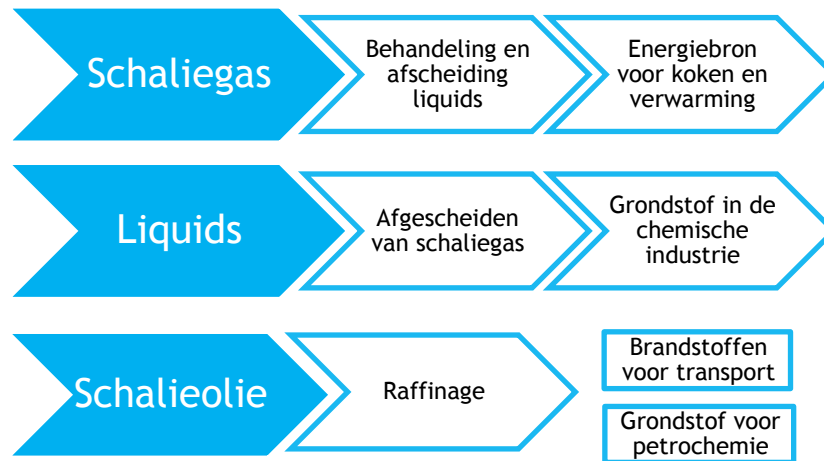 Schaliegas
Behandeling en
afscheiding
liquids
Energiebron
voor koken en
verwarming
Liquids
Afgescheiden
van schaliegas
Grondstof in de
chemische
industrie
Schalieolie
Raffinage
Brandstoffen
voor transport
Grondstof voor
petrochemie